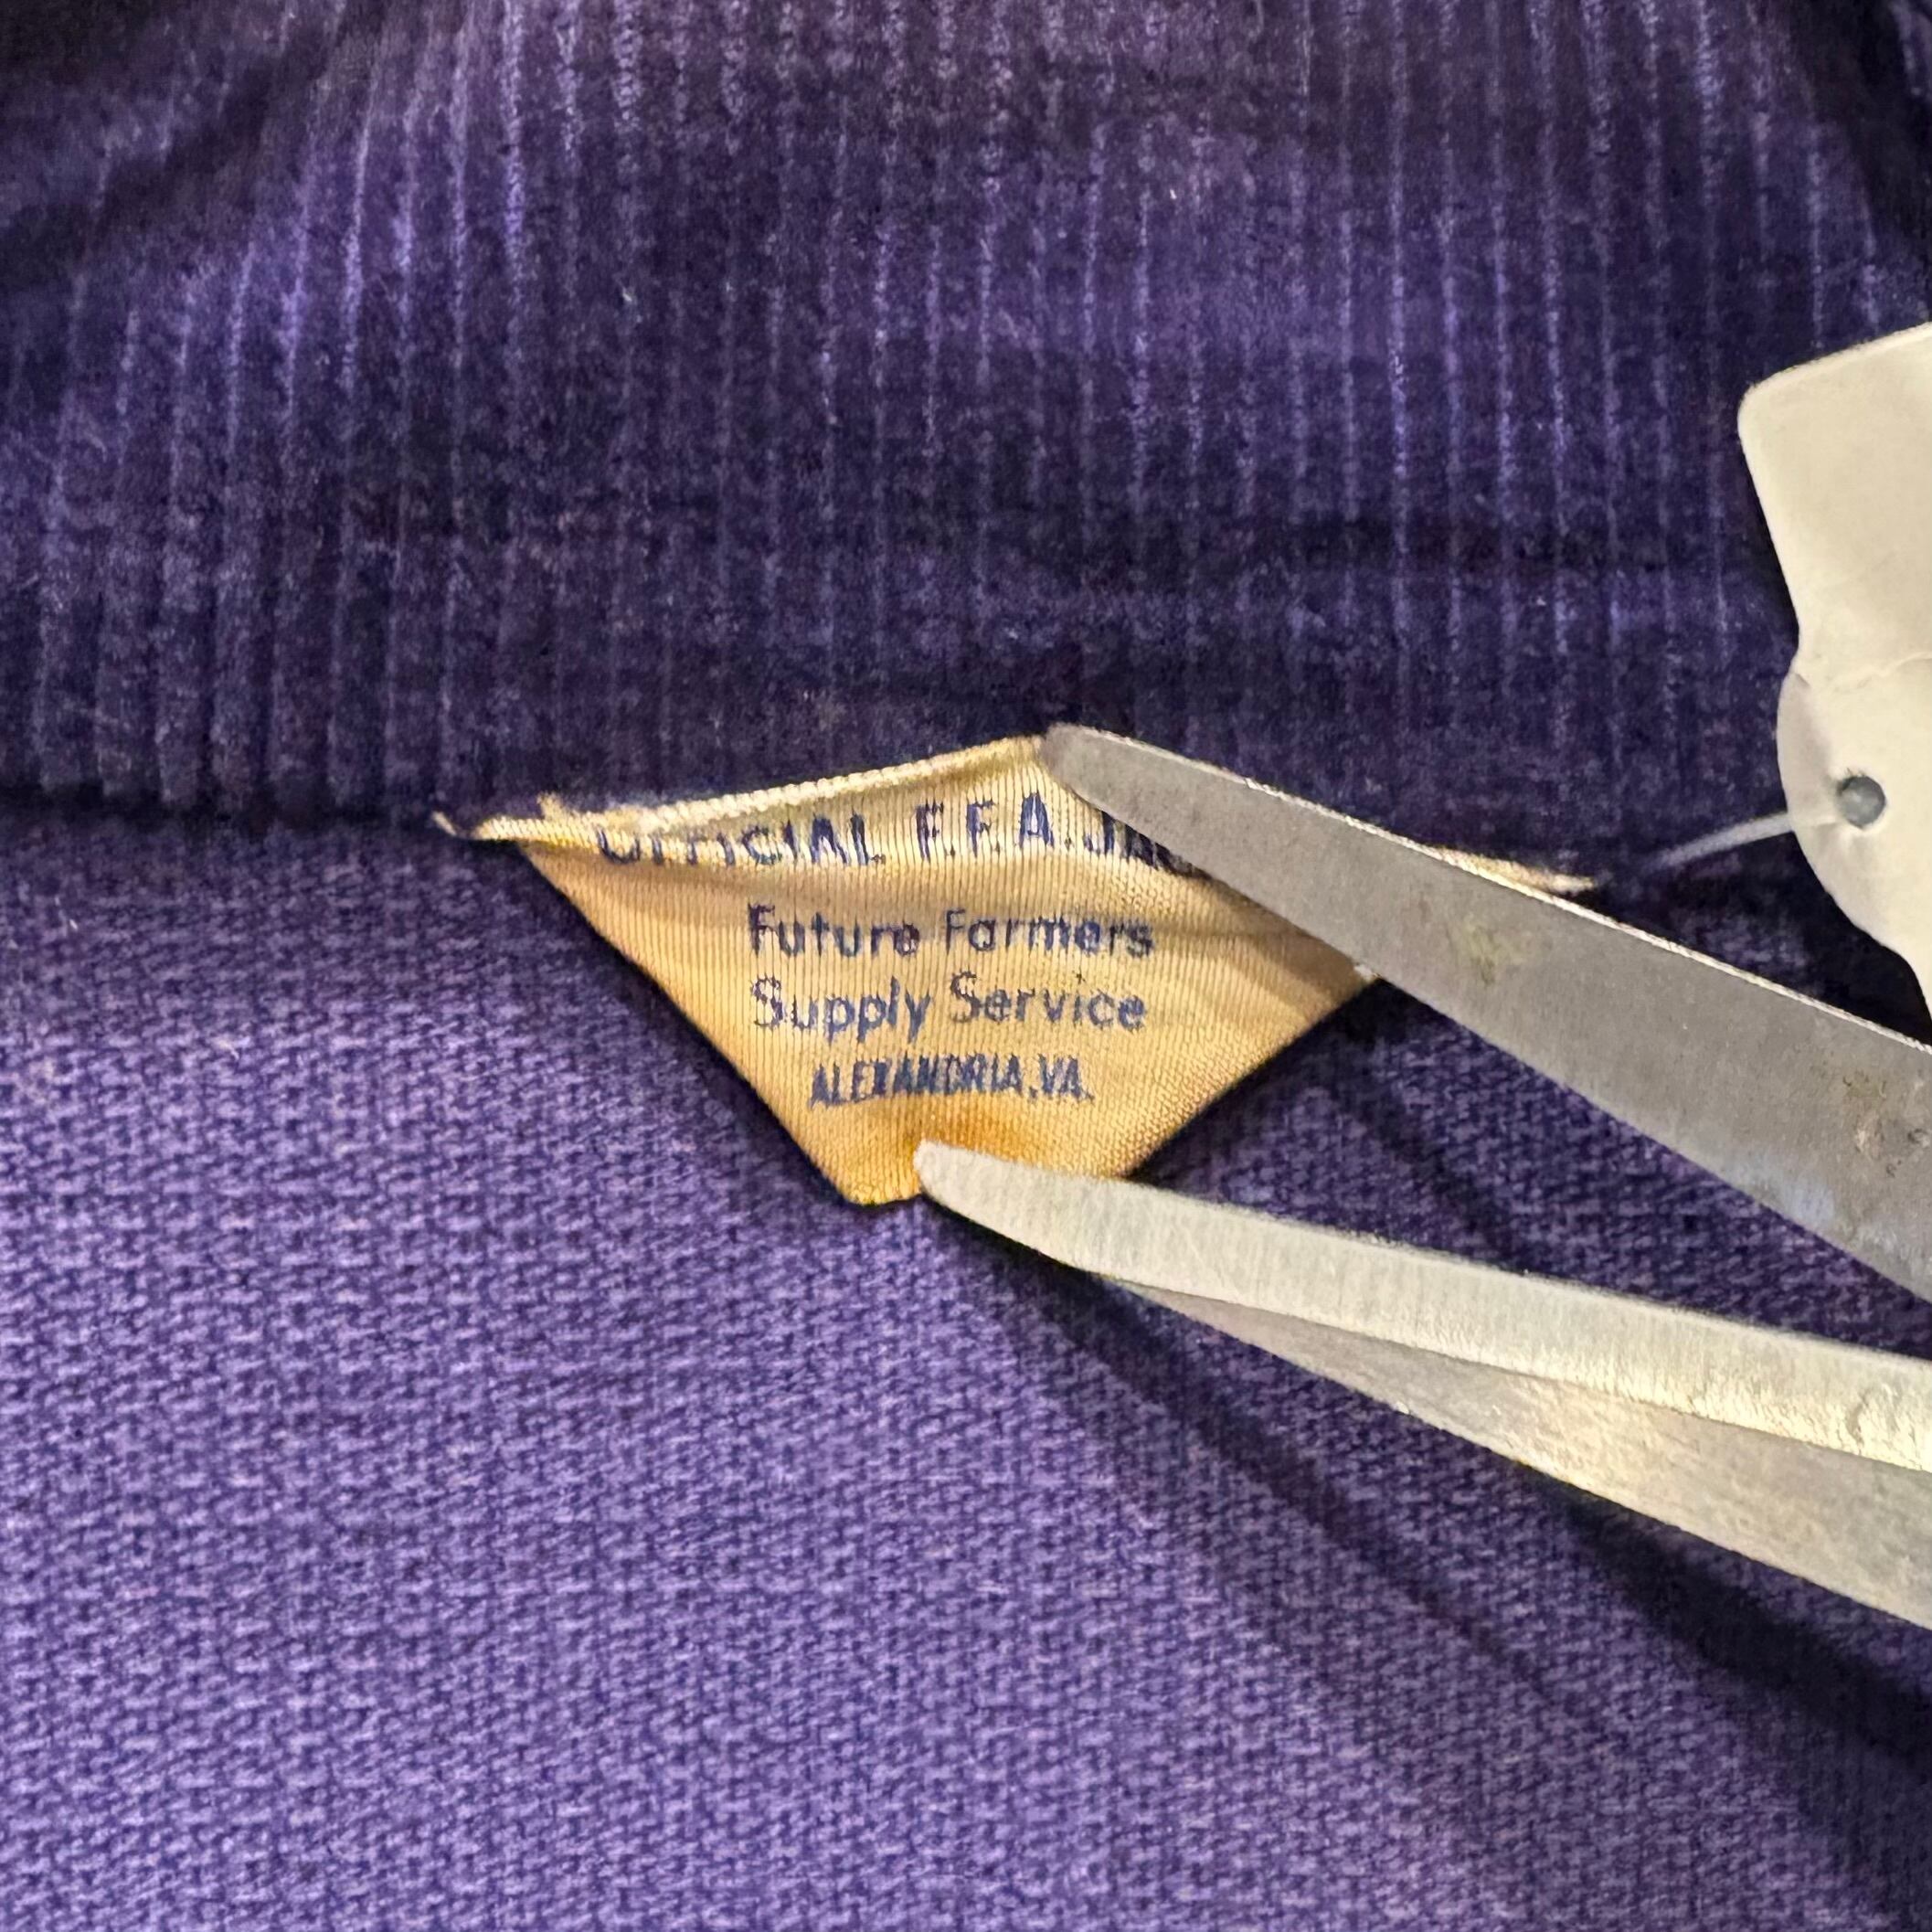 OFFICIAL F.F.A.
Future Farmers
Supply Service
ALEXANDRIA, VA.